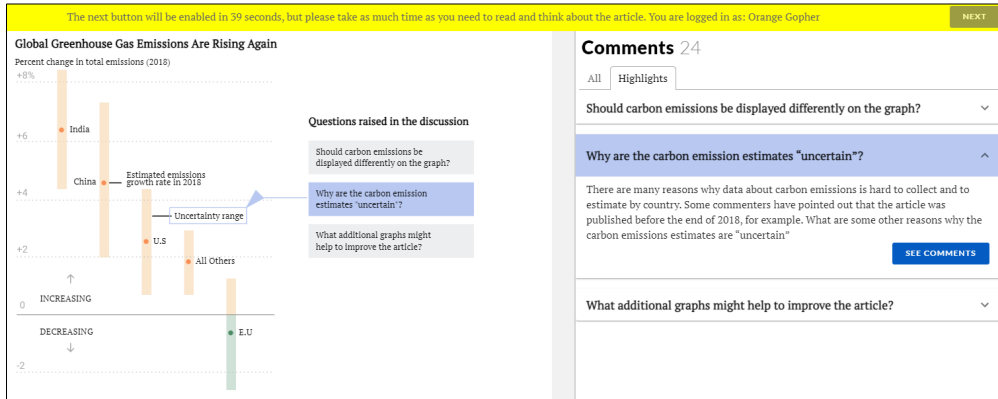 The next button will be enabled in 39 seconds, but please take as much time as you need to read and think about the article. You are logged in as: Orange Gopher
NEXT
Global Greenhouse Gas Emissions Are Rising Again
Percent change in total emissions (2018)
+8%
+6
+4
+2
0
-2
India
China
Estimated emissions
growth rate in 2018
Uncertainty range
U.S
All Others
INCREASING
DECREASING
E.U
Questions raised in the discussion
Should carbon emissions be
displayed differently on the graph?
Why are the carbon emission
estimates "uncertain"?
What additional graphs might
help to improve the article?
Comments 24
All
Highlights
Should carbon emissions be displayed differently on the graph?
Why are the carbon emission estimates “uncertain”?
There are many reasons why data about carbon emissions is hard to collect and to
estimate by country. Some commenters have pointed out that the article was
published before the end of 2018, for example. What are some other reasons why the
carbon emissions estimates are “uncertain”
SEE COMMENTS
What additional graphs might help to improve the article?